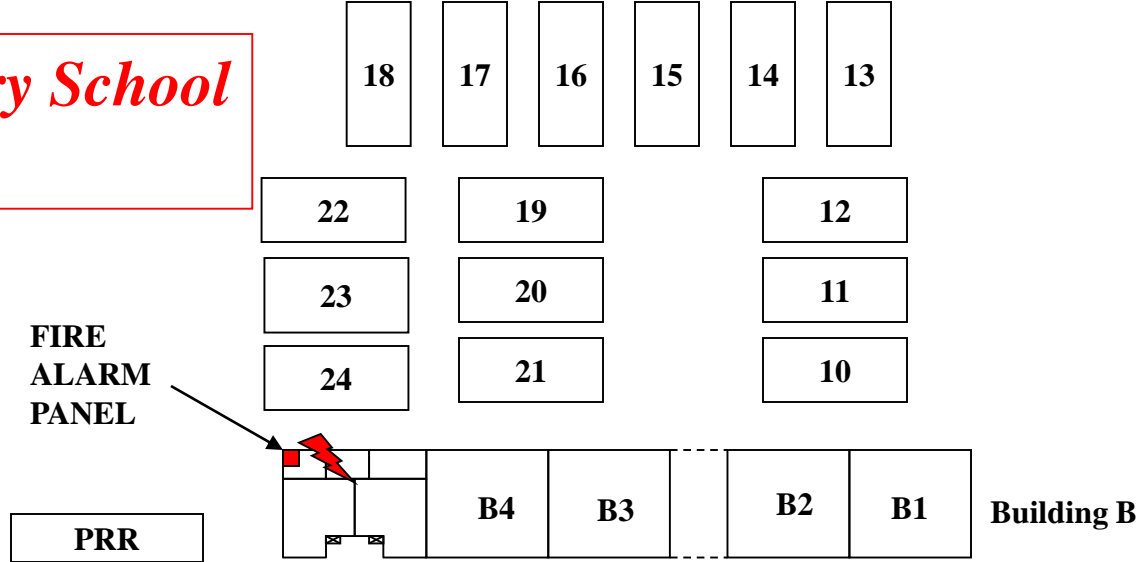 ry School
18 17 16 15 14 13
22 19 12
23 20 11
24 21 10
FIRE
ALARM
PANEL
B4 B3 B2 B1 Building B
PRR